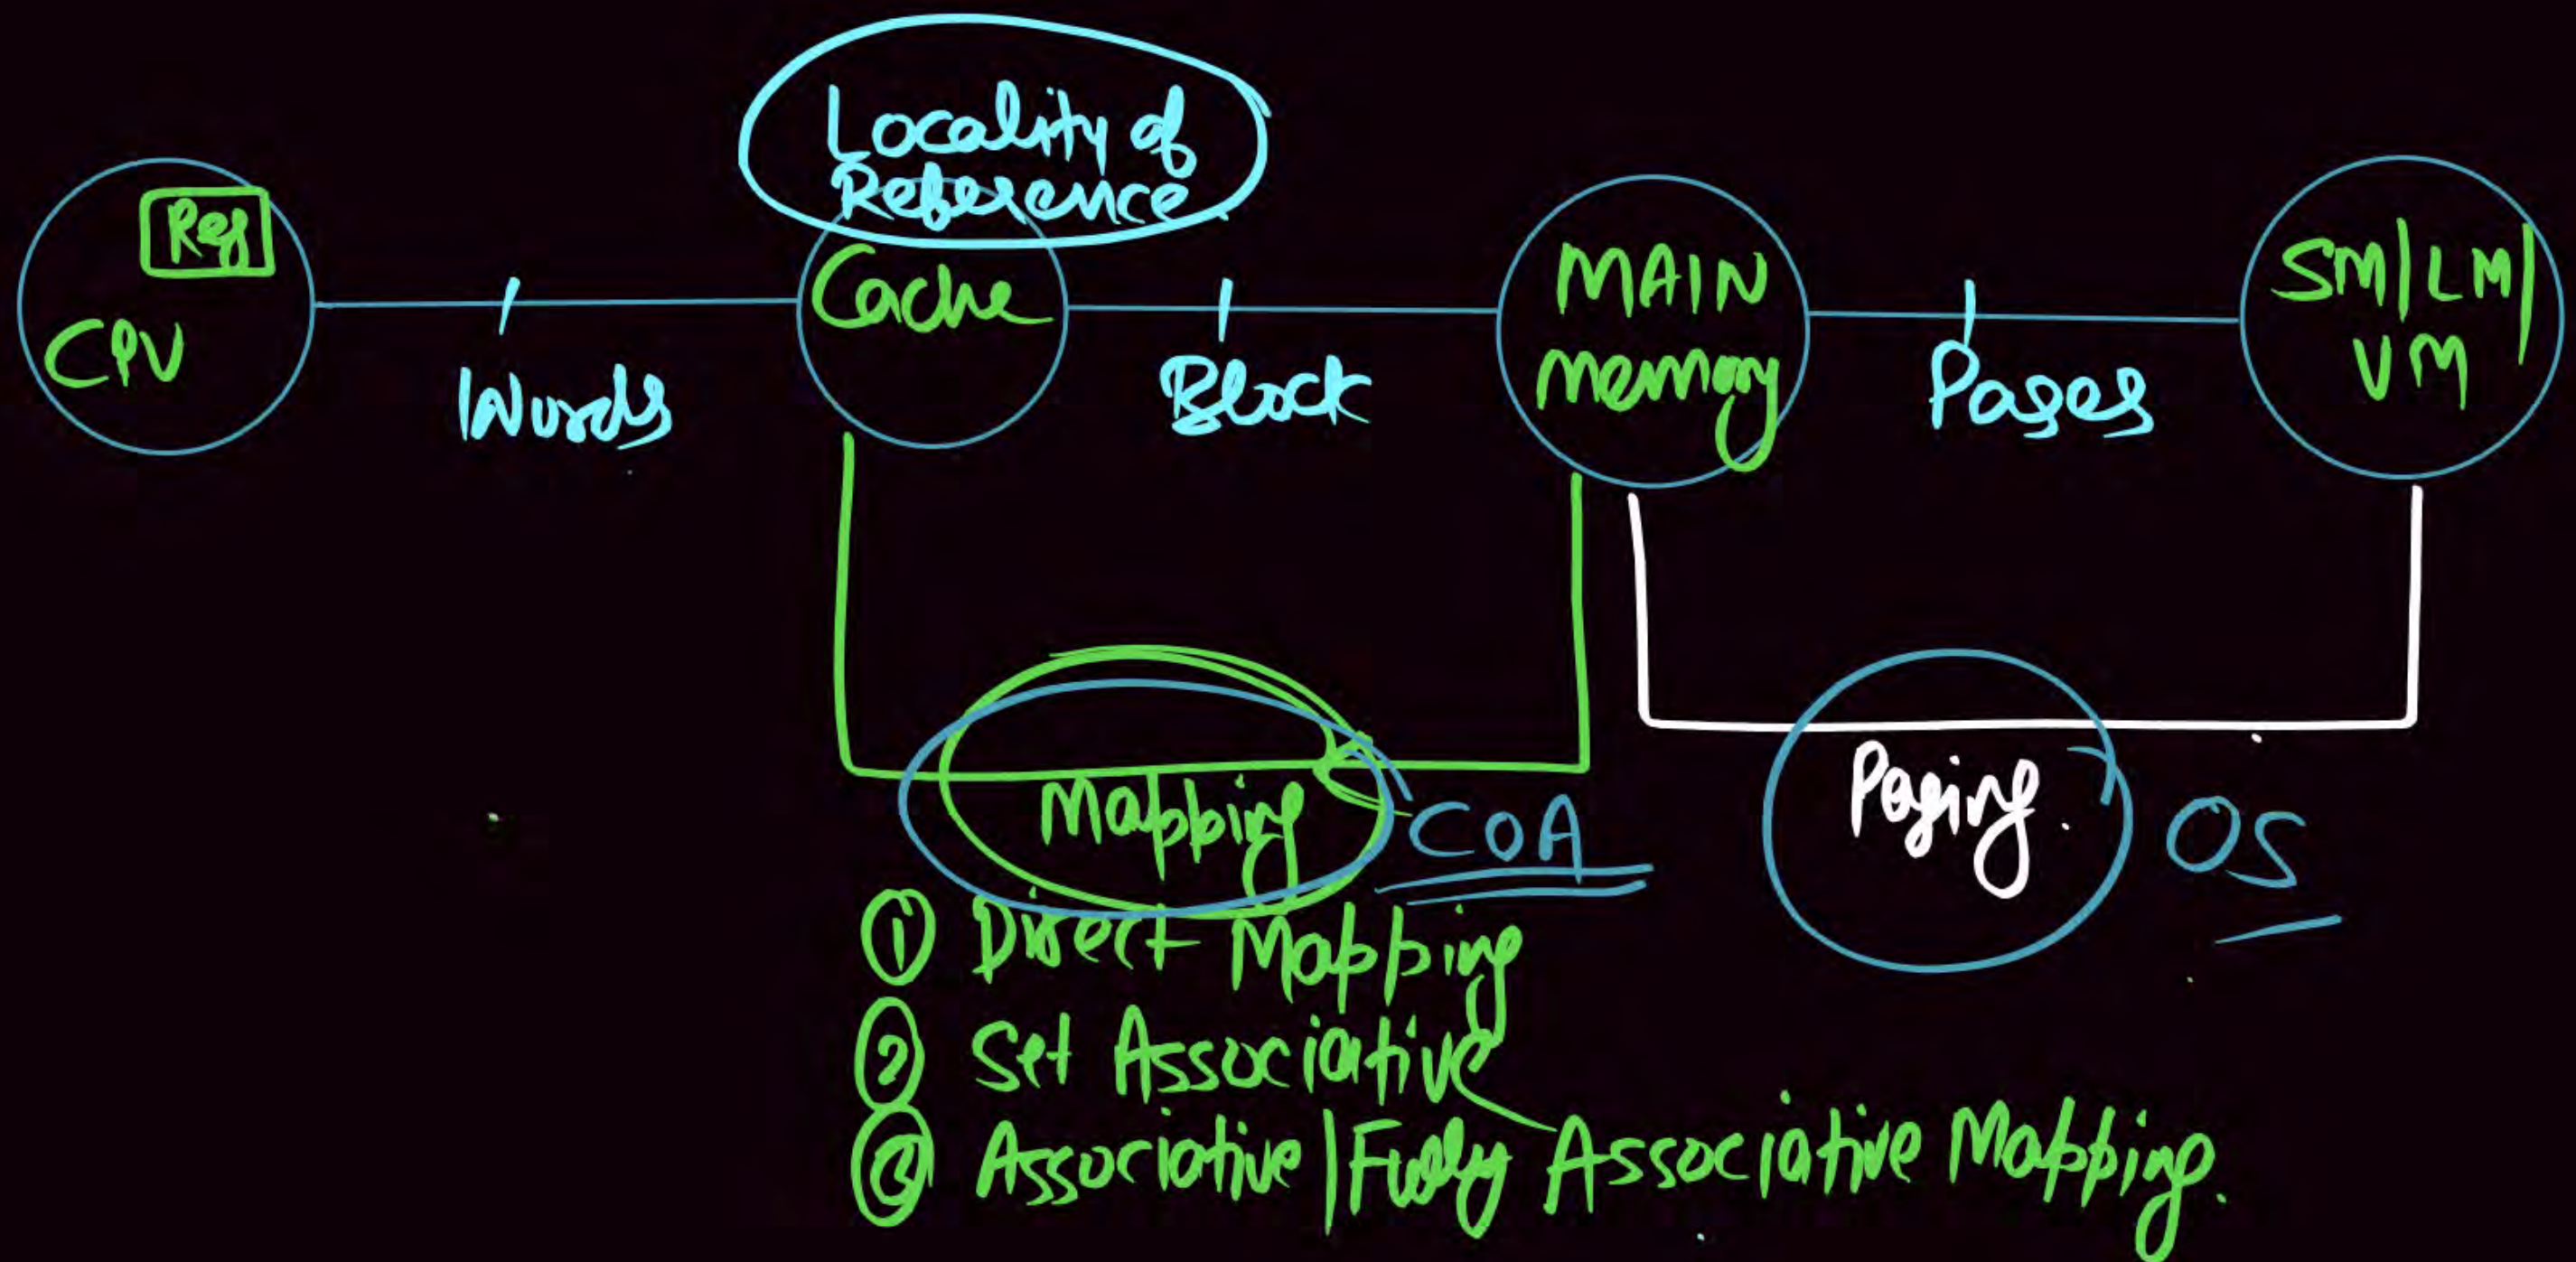 Locality of
Reference
Reg
CPU
Words
Cache
Block
MAIN
memory
Pages
SM|LM|
VM
Mapping
COA
Paging.
OS
① Direct Mapping
② Set Associative
③ Associative|Fully Associative Mapping.